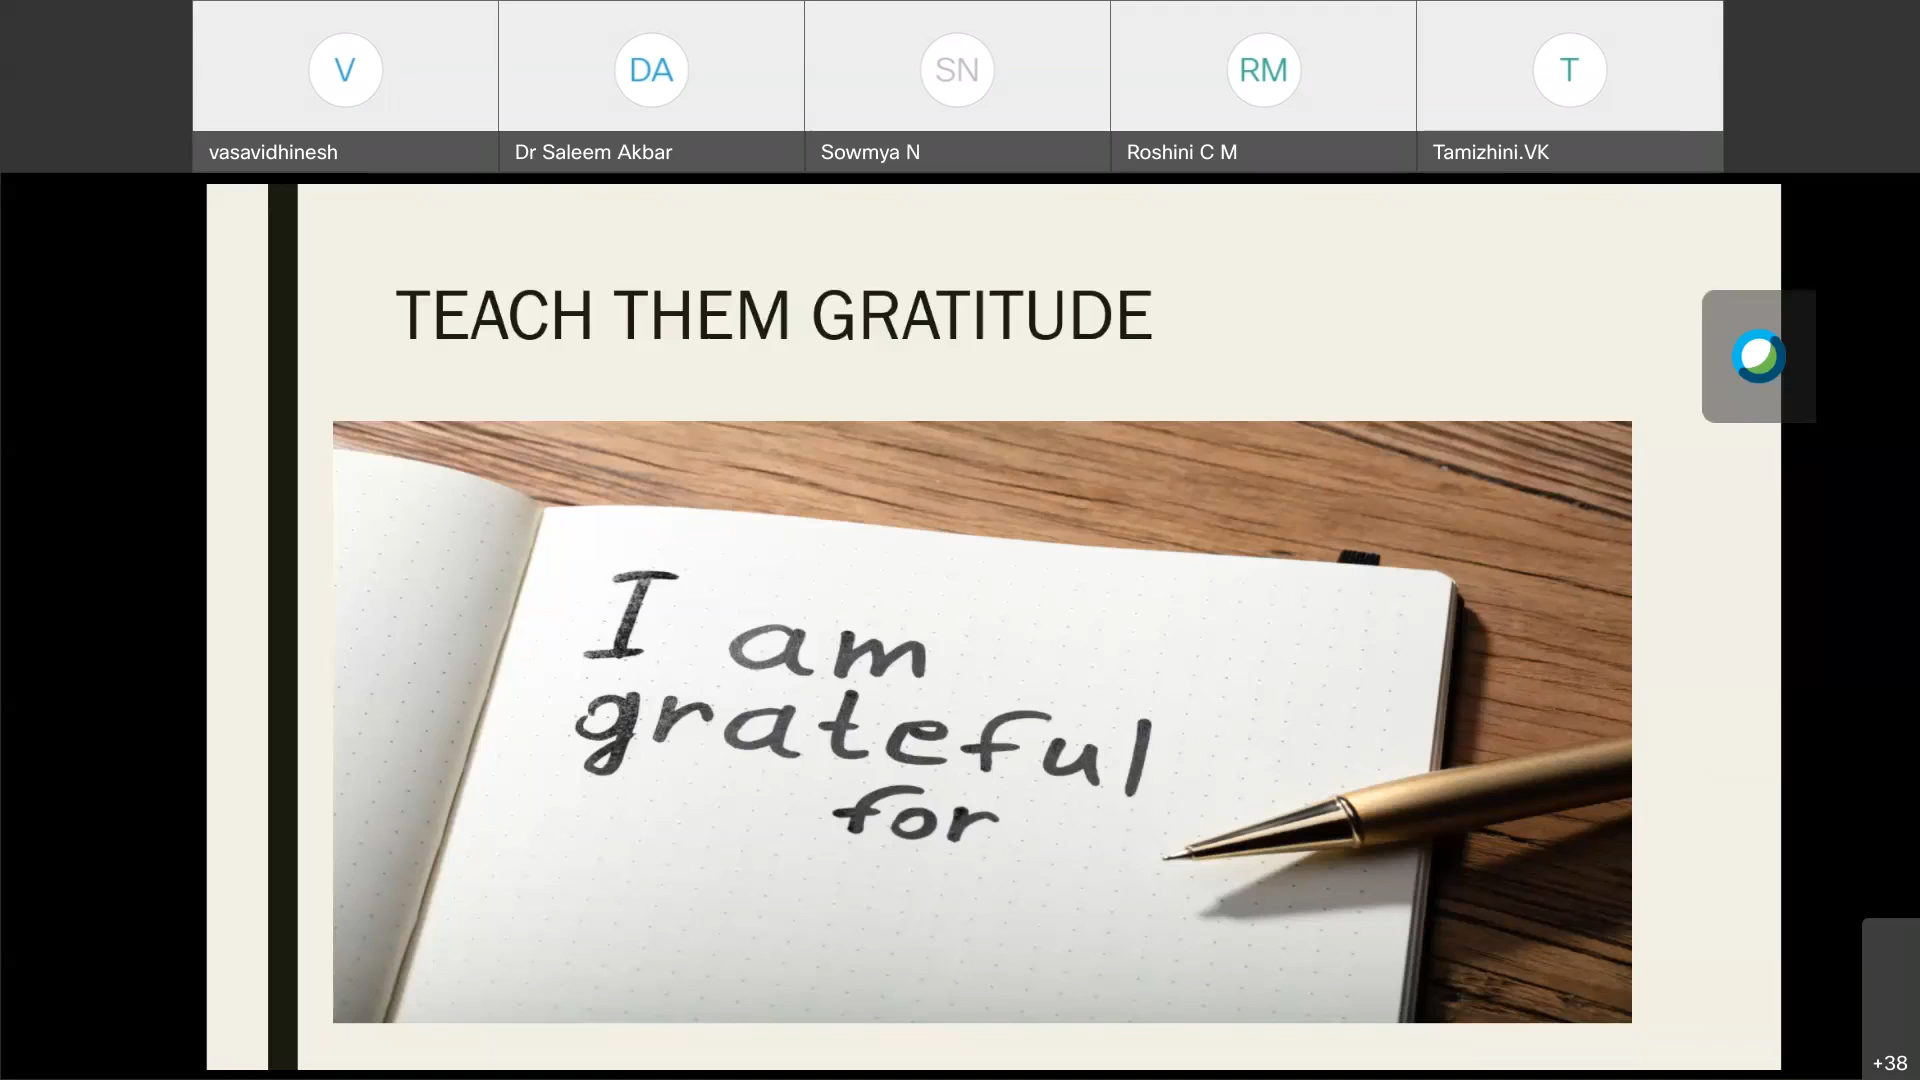 V
DA
SN
RM
T
vasavidhinesh
Dr Saleem Akbar
Sowmya N
Roshini C M
Tamizhini.VK
TEACH THEM GRATITUDE
I am
grateful
for
+38